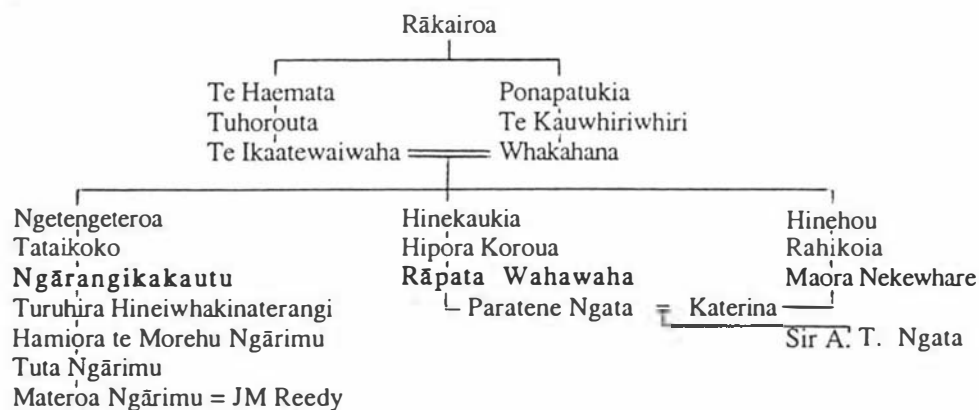 Rākairoa
Te Haemata Ponapatukia
Tuhorouta Te Kauwhiriwhiri
Te Ikaatewaiwaha Whakahana
Ngetengeteroa Hinekaukia Hinehou
Tataikoko Hipora Koroua Rahikoia
Ngārangikakautu Rāpata Wahawaha Maora Nekewhare
Turuhira Hineiwhakinaterangi Paratene Ngata = Katerina
Hamiora te Morehu Ngārimu Sir A. T. Ngata
Tuta Ngārimu
Materoa Ngārimu = JM Reedy